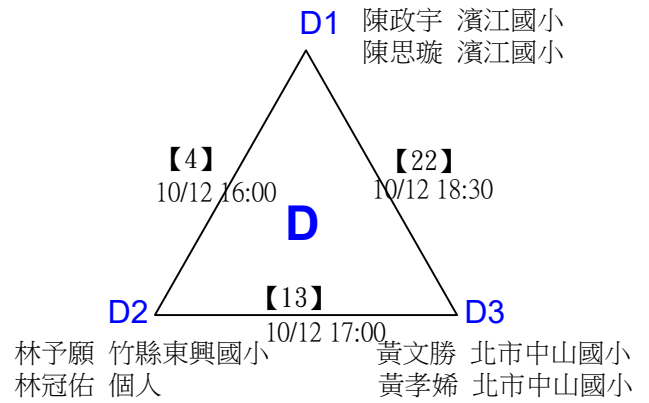 D1 陳政宇 濱江國小
陳思璇 濱江國小
【4】 【22】
10/12 16:00 10/12 18:30
D
D2 【13】 D3
10/12 17:00
林予願 竹縣東興國小 黃文勝 北市中山國小
林冠佑 個人 黃孝娣 北市中山國小